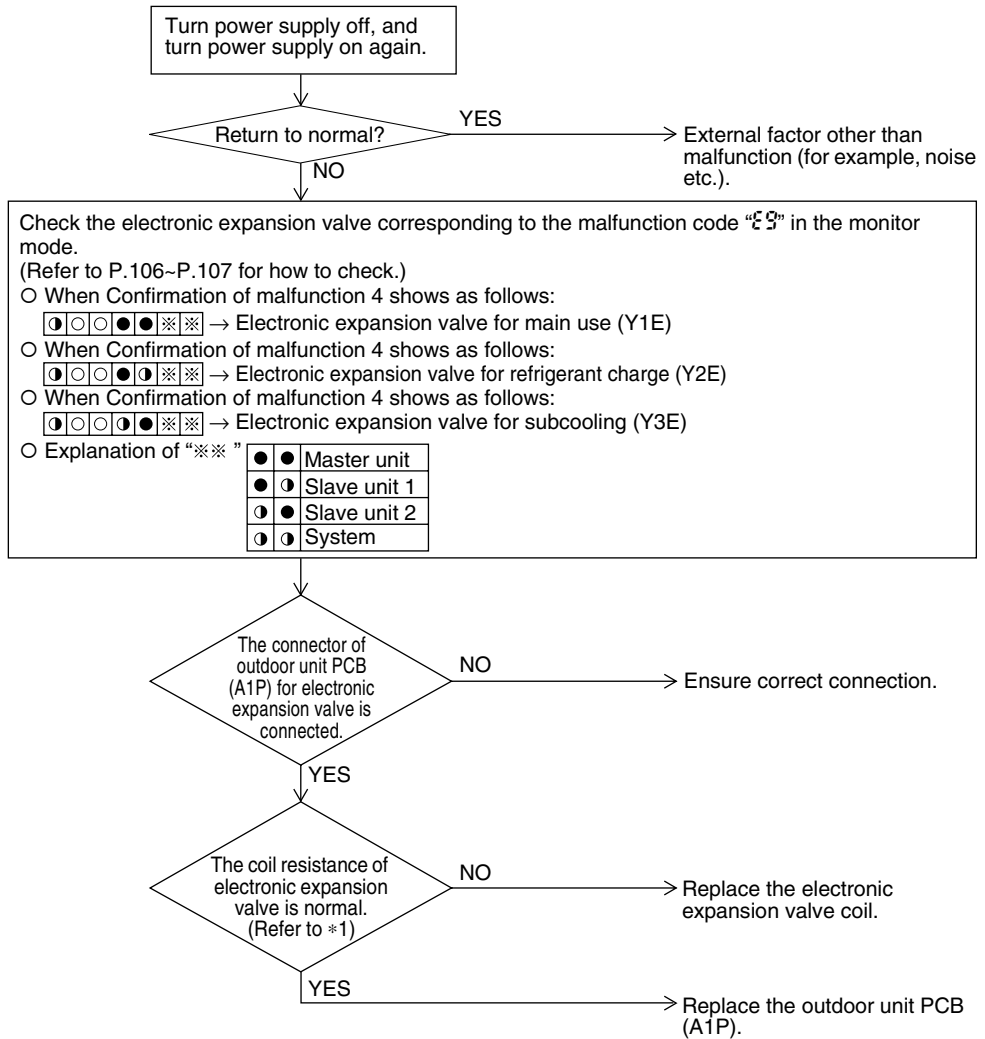 Turn power supply off, and
turn power supply on again.
Return to normal?
YES
External factor other than
malfunction (for example, noise
etc.).
NO
Check the electronic expansion valve corresponding to the malfunction code “E9” in the monitor
mode.
(Refer to P.106~P.107 for how to check.)
○ When Confirmation of malfunction 4 shows as follows:
◑ ○ ○ ● ● ※ ※ → Electronic expansion valve for main use (Y1E)
○ When Confirmation of malfunction 4 shows as follows:
◑ ○ ○ ● ◑ ※ ※ → Electronic expansion valve for refrigerant charge (Y2E)
○ When Confirmation of malfunction 4 shows as follows:
◑ ○ ○ ◑ ● ※ ※ → Electronic expansion valve for subcooling (Y3E)
○ Explanation of “※※ ”
● ● Master unit
● ◑ Slave unit 1
◑ ● Slave unit 2
◑ ◑ System
The connector of
outdoor unit PCB
(A1P) for electronic
expansion valve is
connected.
NO
Ensure correct connection.
YES
The coil resistance of
electronic expansion
valve is normal.
(Refer to *1)
NO
Replace the electronic
expansion valve coil.
YES
Replace the outdoor unit PCB
(A1P).